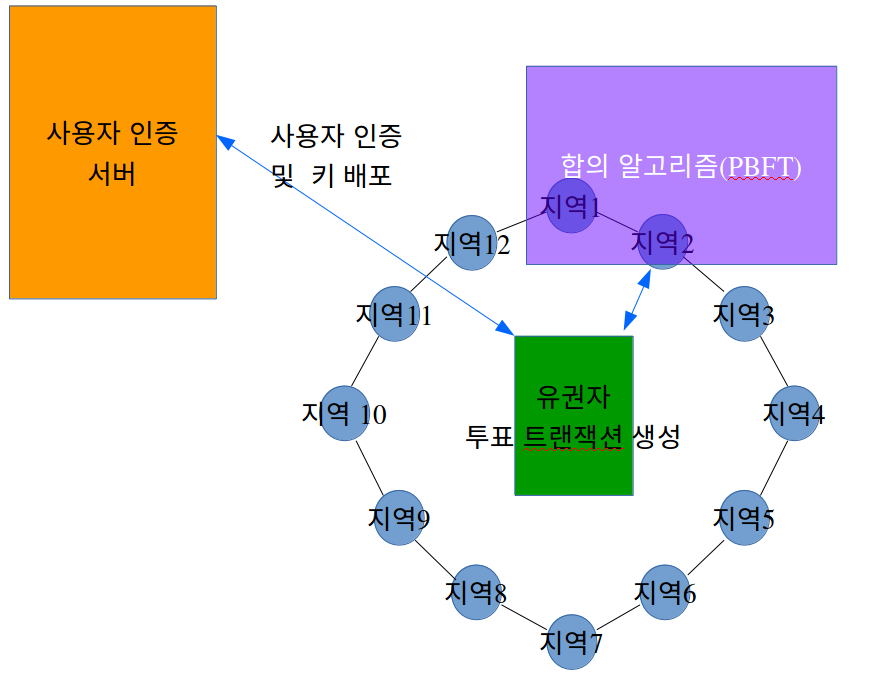 사용자 인증
서버
사용자 인증
및 키 배포
합의 알고리즘(PBFT)
지역1
지역2
지역12
지역3
지역11
지역4
지역 10
유권자
투표 트랜잭션 생성
지역5
지역9
지역6
지역8
지역7